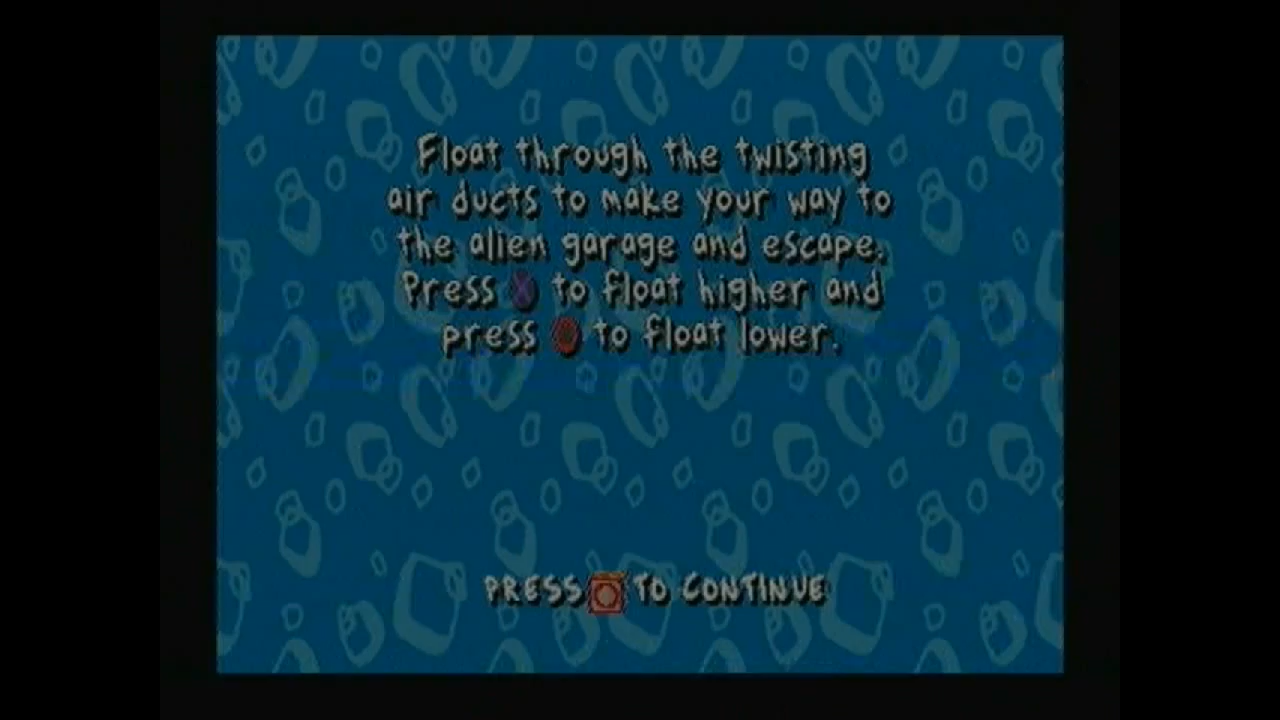 Float through the twisting
air ducts to make your way to
the alien garage and escape.
Press X to float higher and
press O to float lower.
PRESS O TO CONTINUE